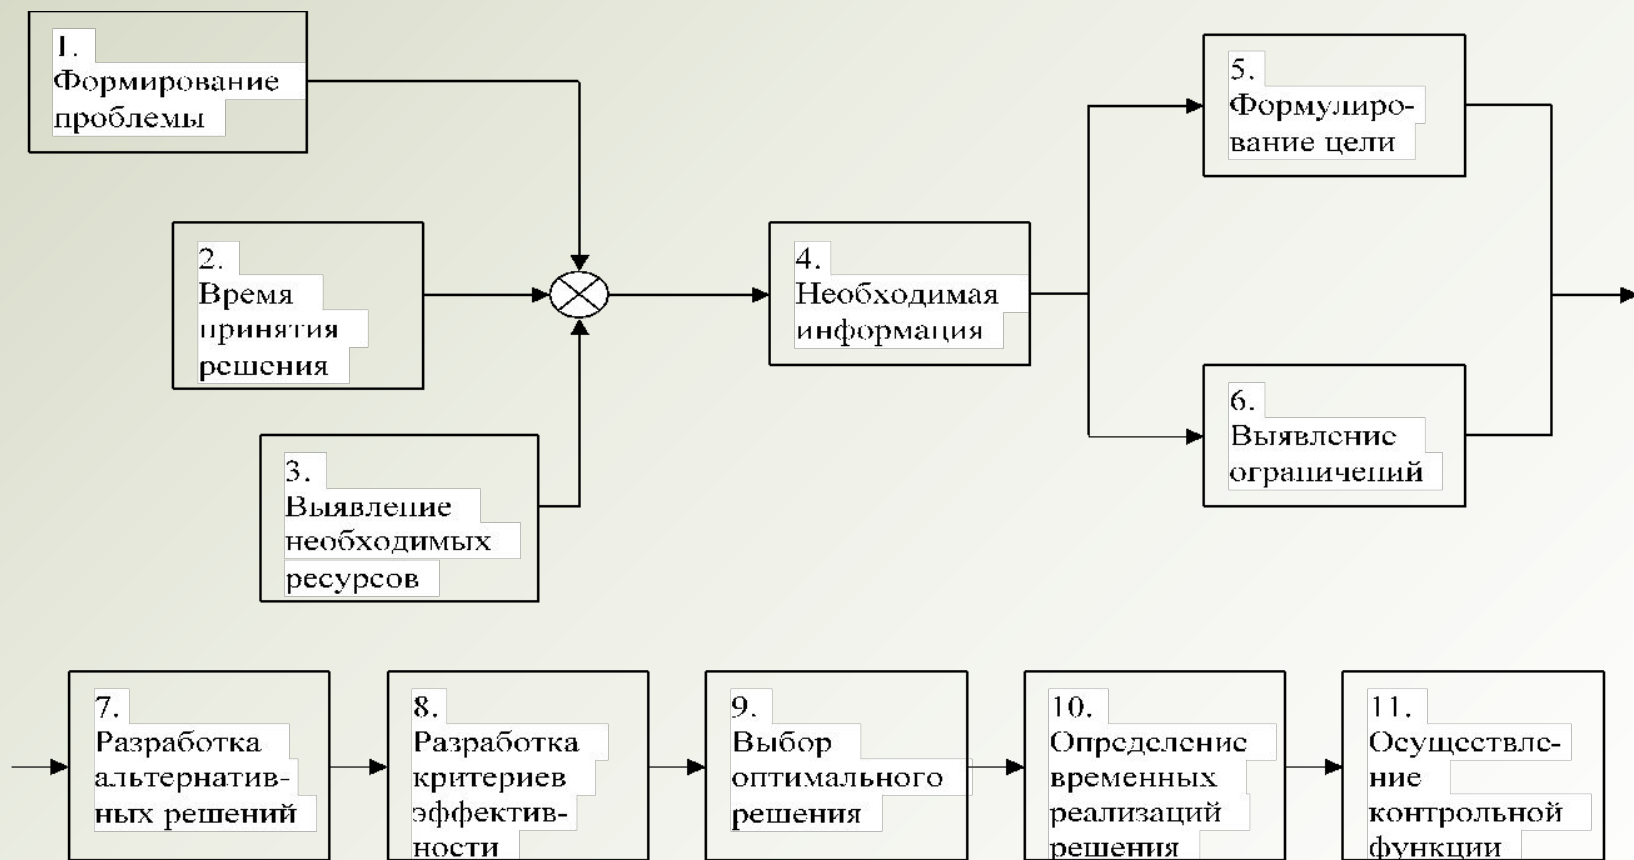 1.
Формирование
проблемы
2.
Время
принятия
решения
3.
Выявление
необходимых
ресурсов
4.
Необходимая
информация
5.
Формулиро-
вание цели
6.
Выявление
ограничений
7.
Разработка
альтернатив-
ных решений
8.
Разработка
критериев
эффектив-
ности
9.
Выбор
оптимального
решения
10.
Определение
временных
реализаций
решения
11.
Осуществле-
ние
контрольной
функции